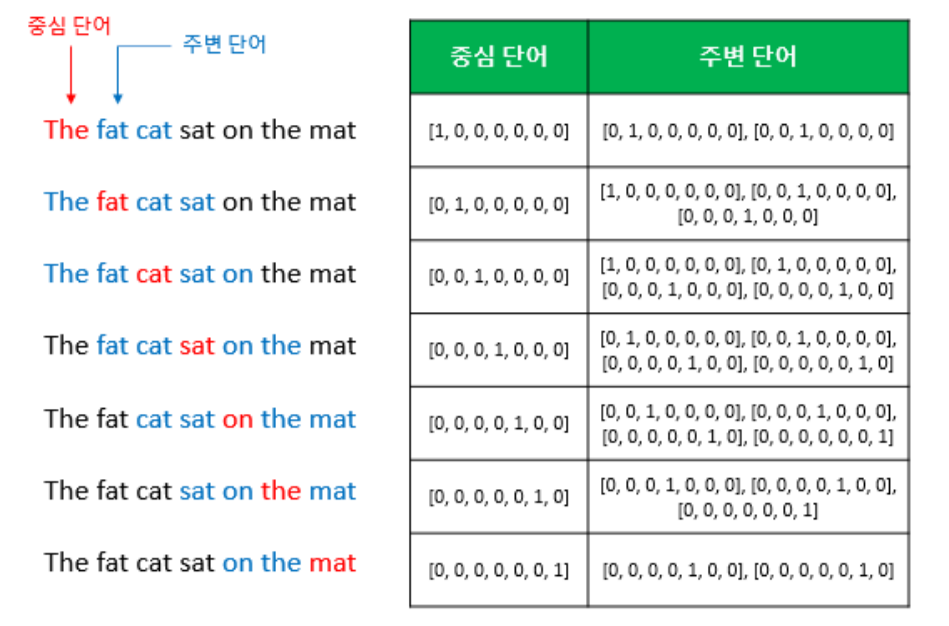 중심 단어
주변 단어
The fat cat sat on the mat
The fat cat sat on the mat
The fat cat sat on the mat
The fat cat sat on the mat
The fat cat sat on the mat
The fat cat sat on the mat
The fat cat sat on the mat
중심 단어 주변 단어
[1, 0, 0, 0, 0, 0, 0] [0, 1, 0, 0, 0, 0, 0], [0, 0, 1, 0, 0, 0, 0]
[0, 1, 0, 0, 0, 0, 0] [1, 0, 0, 0, 0, 0, 0], [0, 0, 1, 0, 0, 0, 0],
[0, 0, 0, 1, 0, 0, 0]
[0, 0, 1, 0, 0, 0, 0] [1, 0, 0, 0, 0, 0, 0], [0, 1, 0, 0, 0, 0, 0],
[0, 0, 0, 1, 0, 0, 0], [0, 0, 0, 0, 1, 0, 0]
[0, 0, 0, 1, 0, 0, 0] [0, 1, 0, 0, 0, 0, 0], [0, 0, 1, 0, 0, 0, 0],
[0, 0, 0, 0, 1, 0, 0], [0, 0, 0, 0, 0, 1, 0]
[0, 0, 0, 0, 1, 0, 0] [0, 0, 1, 0, 0, 0, 0], [0, 0, 0, 1, 0, 0, 0],
[0, 0, 0, 0, 0, 1, 0], [0, 0, 0, 0, 0, 0, 1]
[0, 0, 0, 0, 0, 1, 0] [0, 0, 0, 1, 0, 0, 0], [0, 0, 0, 0, 1, 0, 0],
[0, 0, 0, 0, 0, 0, 1]
[0, 0, 0, 0, 0, 0, 1] [0, 0, 0, 0, 1, 0, 0], [0, 0, 0, 0, 0, 1, 0]